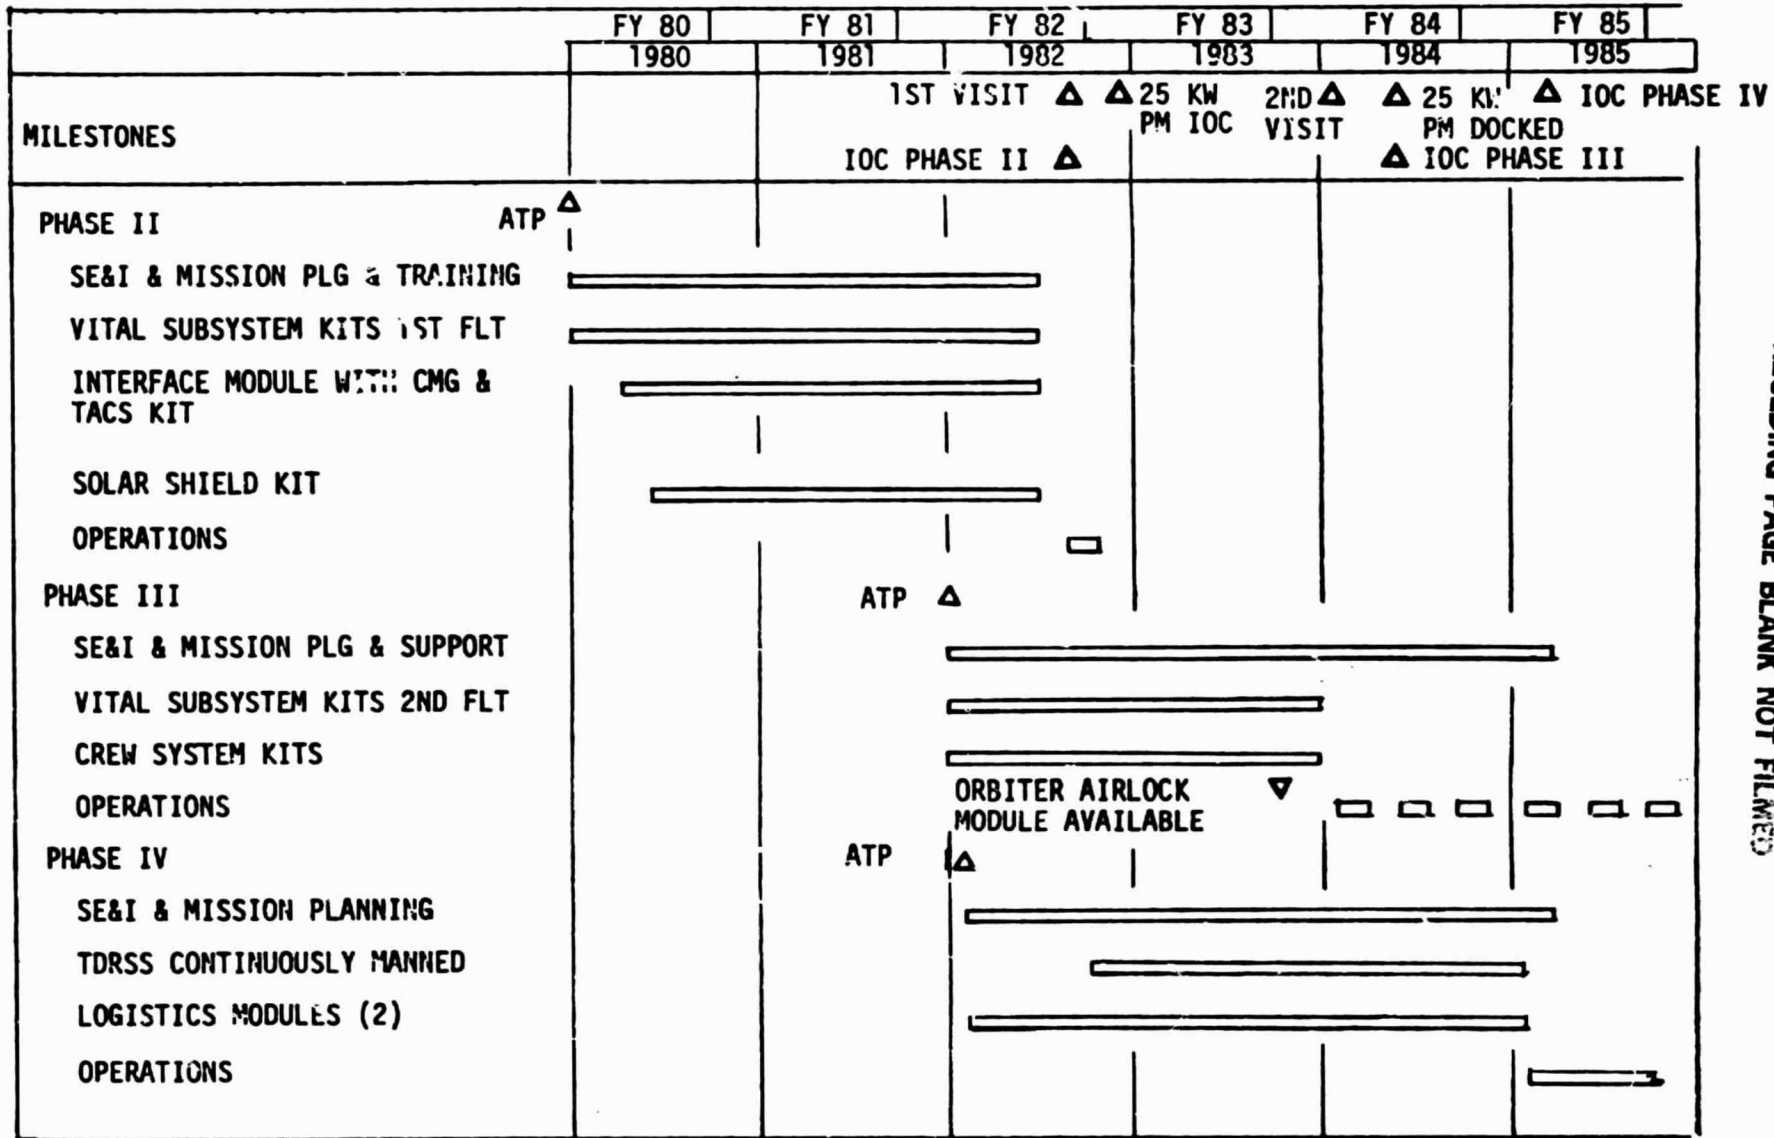 FY 80 FY 81 FY 82 FY 83 FY 84 FY 85
1980 1981 1982 1983 1984 1985
MILESTONES
1ST VISIT
25 KW
PM IOC
2ND
VISIT
25 KW
PM DOCKED
IOC PHASE IV
IOC PHASE II
IOC PHASE III
PHASE II
ATP
SE&I & MISSION PLG & TRAINING
VITAL SUBSYSTEM KITS 1ST FLT
INTERFACE MODULE WITH CMG &
TACS KIT
SOLAR SHIELD KIT
OPERATIONS
PHASE III
ATP
SE&I & MISSION PLG & SUPPORT
VITAL SUBSYSTEM KITS 2ND FLT
CREW SYSTEM KITS
ORBITER AIRLOCK
MODULE AVAILABLE
OPERATIONS
PHASE IV
ATP
SE&I & MISSION PLANNING
TDRSS CONTINUOUSLY MANNED
LOGISTICS MODULES (2)
OPERATIONS
PAGE BLANK NOT FILMED